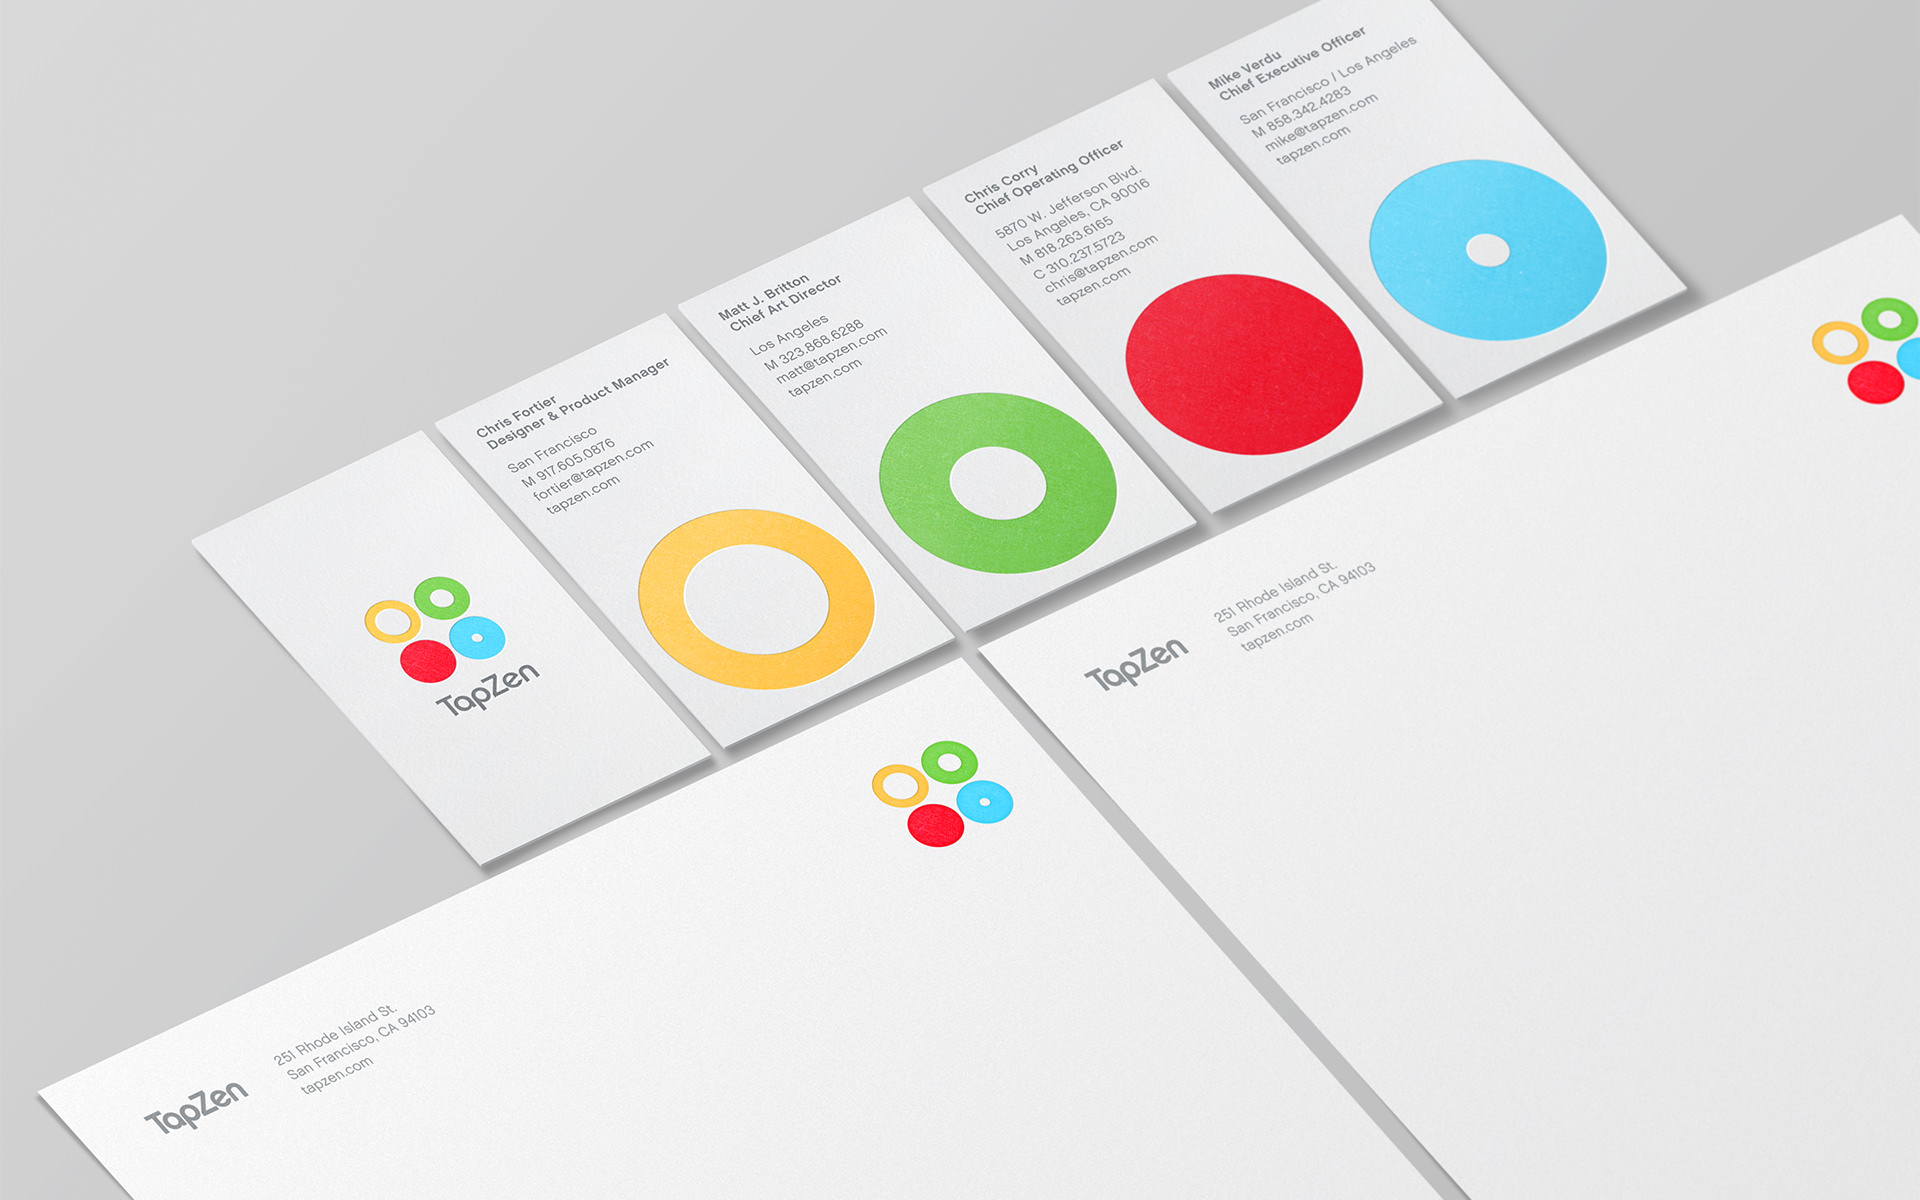 TapZen
Chris Fortier
Designer & Product Manager
San Francisco
M 917.605.0876
fortier@tapzen.com
tapzen.com
Matt J. Britton
Chief Art Director
Los Angeles
M 323.868.6288
matt@tapzen.com
tapzen.com
Chris Corry
Chief Operating Officer
5870 W. Jefferson Blvd.
Los Angeles, CA 90016
M 818.263.6165
C 310.237.5723
chris@tapzen.com
tapzen.com
Mike Verdu
Chief Executive Officer
San Francisco / Los Angeles
M 858.342.4283
mike@tapzen.com
tapzen.com
TapZen
251 Rhode Island St.
San Francisco, CA 94103
tapzen.com
TapZen
251 Rhode Island St.
San Francisco, CA 94103
tapzen.com